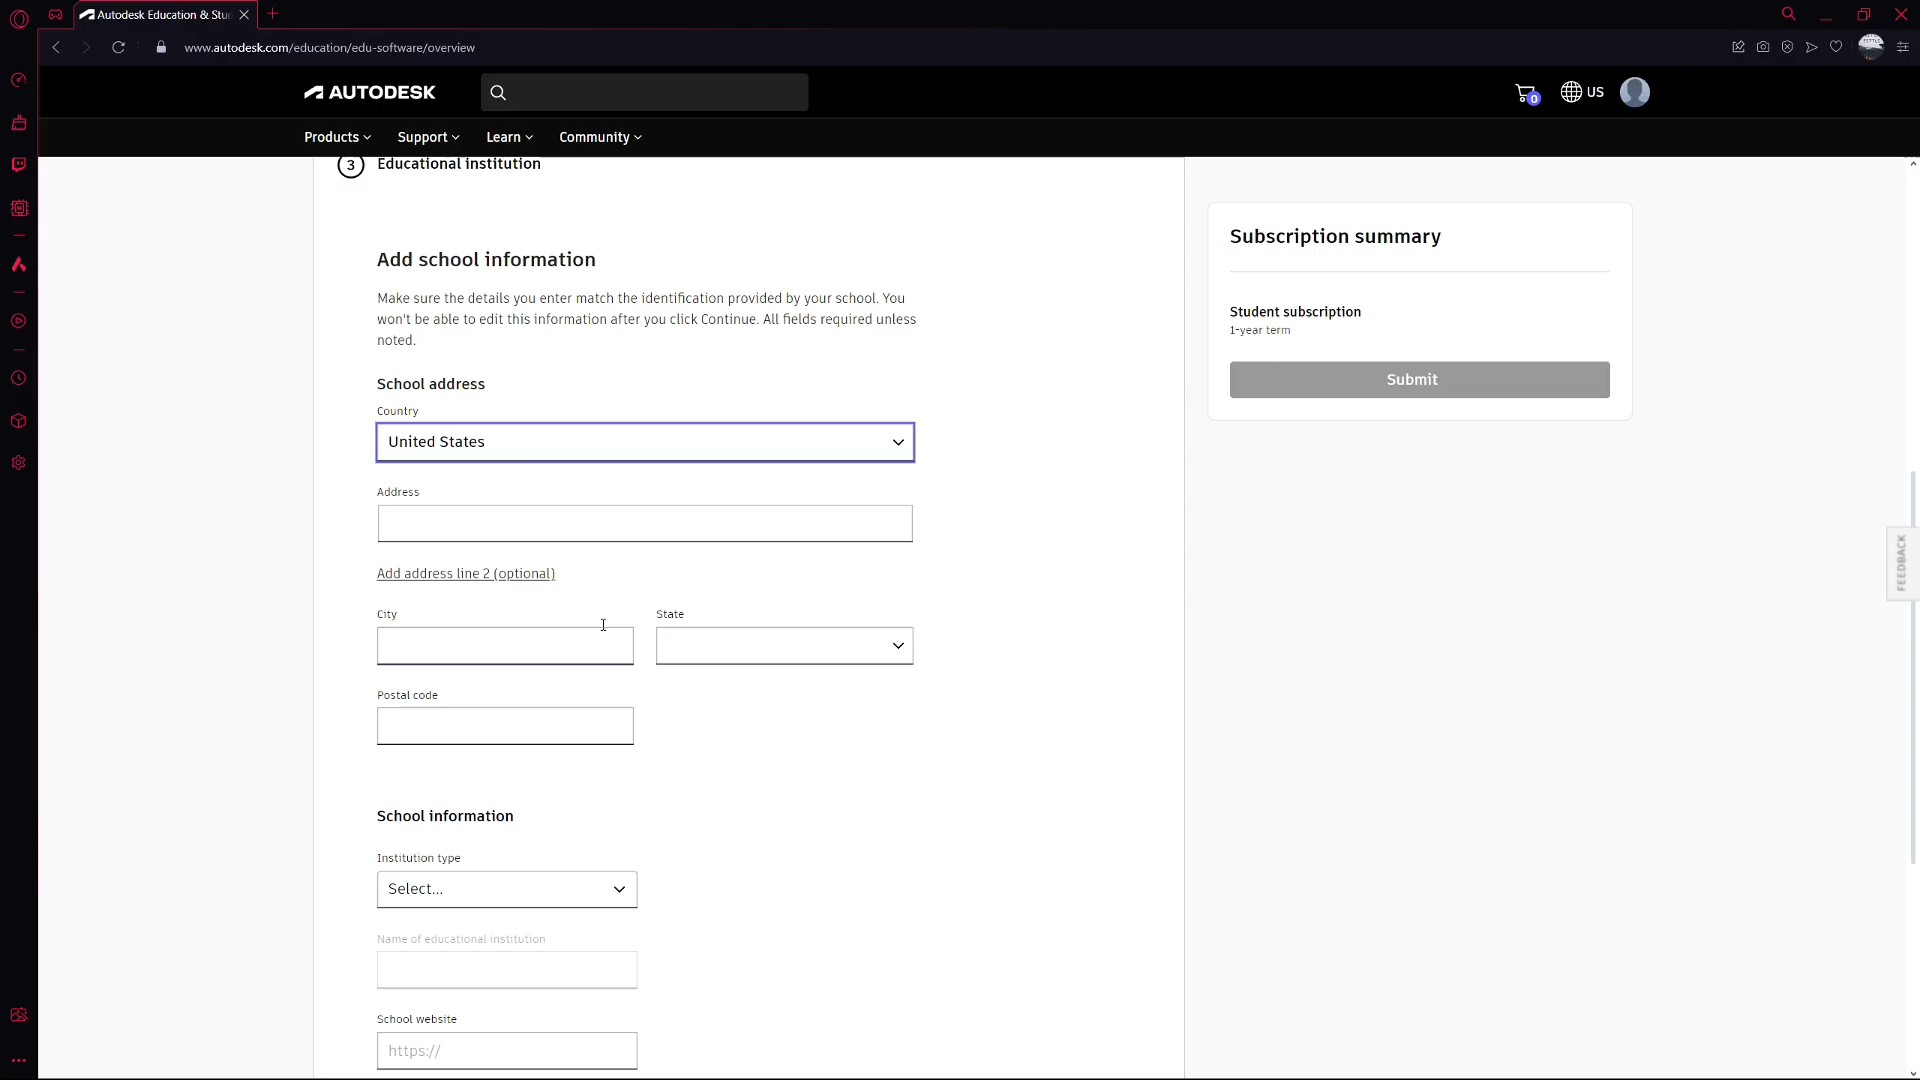 Autodesk Education & Stu
www.autodesk.com/education/edu-software/overview
AUTODESK
0
US
Products
Support
Learn
Community
3
Educational institution
Add school information
Make sure the details you enter match the identification provided by your school. You
won't be able to edit this information after you click Continue. All fields required unless
noted.
School address
Country
United States
Address
Add address line 2 (optional)
City
State
Postal code
School information
Institution type
Select...
Name of educational institution
School website
https://
Subscription summary
Student subscription
1-year term
Submit
FEEDBACK